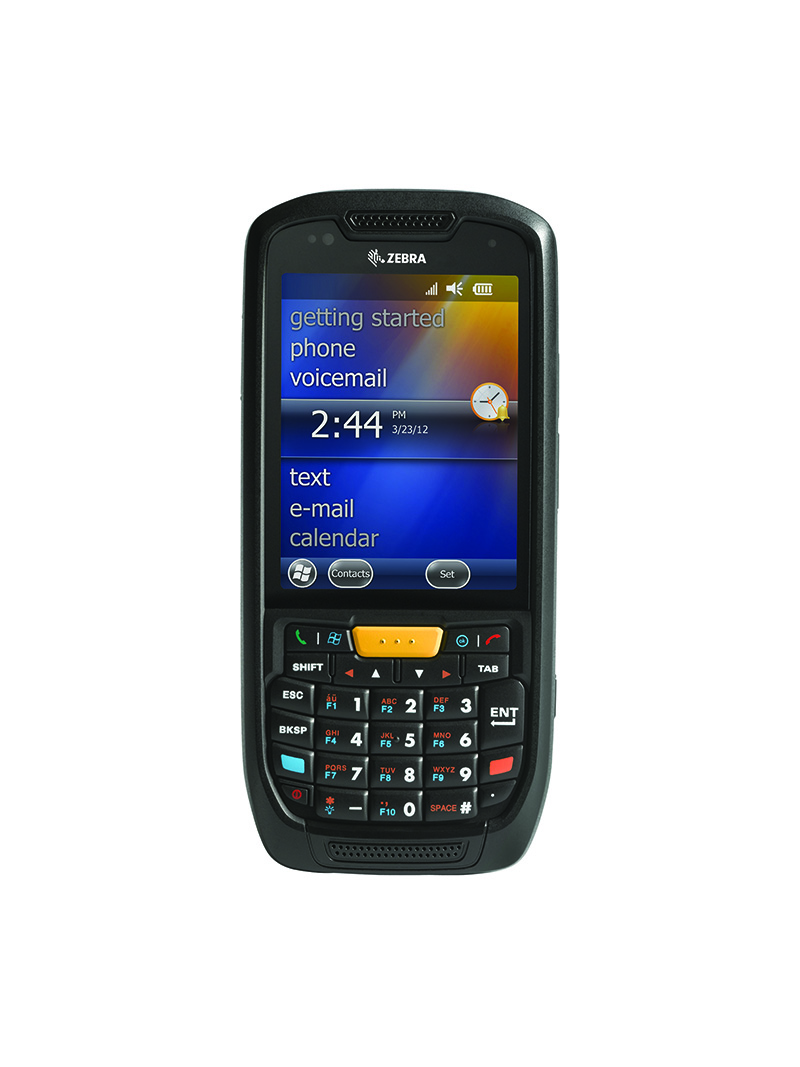 ZEBRA
getting started
phone
voicemail
2:44 PM
3/23/12
text
e-mail
calendar
Contacts Set
ok
SHIFT TAB
ESC áü F1 1 ABC F2 2 DEF F3 3 ENT
BKSP GHI F4 4 JKL F5 5 MNO F6 6
PQRS F7 7 TUV F8 8 WXYZ F9 9
* – ., F10 0 SPACE # .